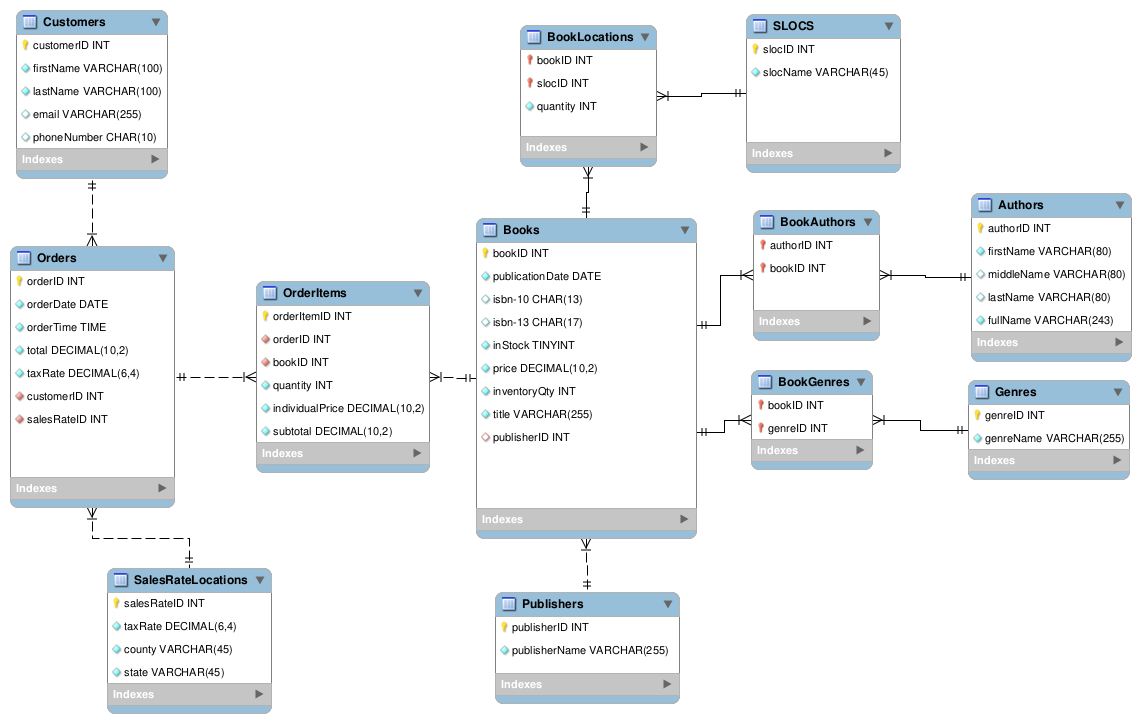 Customers
customerID INT
firstName VARCHAR(100)
lastName VARCHAR(100)
email VARCHAR(255)
phoneNumber CHAR(10)
Indexes
BookLocations
bookID INT
slocID INT
quantity INT
Indexes
SLOCS
slocID INT
slocName VARCHAR(45)
Indexes
Orders
orderID INT
orderDate DATE
orderTime TIME
total DECIMAL(10,2)
taxRate DECIMAL(6,4)
customerID INT
salesRateID INT
Indexes
OrderItems
orderItemID INT
orderID INT
bookID INT
quantity INT
individualPrice DECIMAL(10,2)
subtotal DECIMAL(10,2)
Indexes
Books
bookID INT
publicationDate DATE
isbn-10 CHAR(13)
isbn-13 CHAR(17)
inStock TINYINT
price DECIMAL(10,2)
inventoryQty INT
title VARCHAR(255)
publisherID INT
Indexes
BookAuthors
authorID INT
bookID INT
Indexes
Authors
authorID INT
firstName VARCHAR(80)
middleName VARCHAR(80)
lastName VARCHAR(80)
fullName VARCHAR(243)
Indexes
BookGenres
bookID INT
genreID INT
Indexes
Genres
genreID INT
genreName VARCHAR(255)
Indexes
SalesRateLocations
salesRateID INT
taxRate DECIMAL(6,4)
county VARCHAR(45)
state VARCHAR(45)
Indexes
Publishers
publisherID INT
publisherName VARCHAR(255)
Indexes